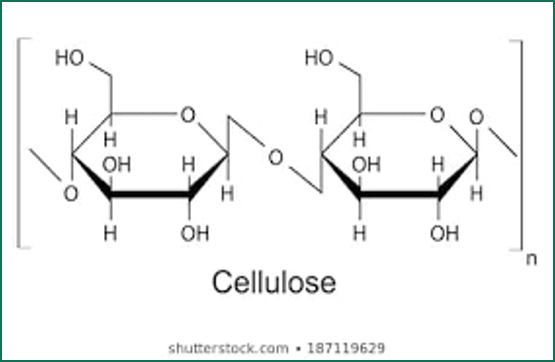 HO HO
H O H O O
H H
OH H O OH H
O H H
H OH H OH
n
Cellulose
shutterstock.com • 187119629